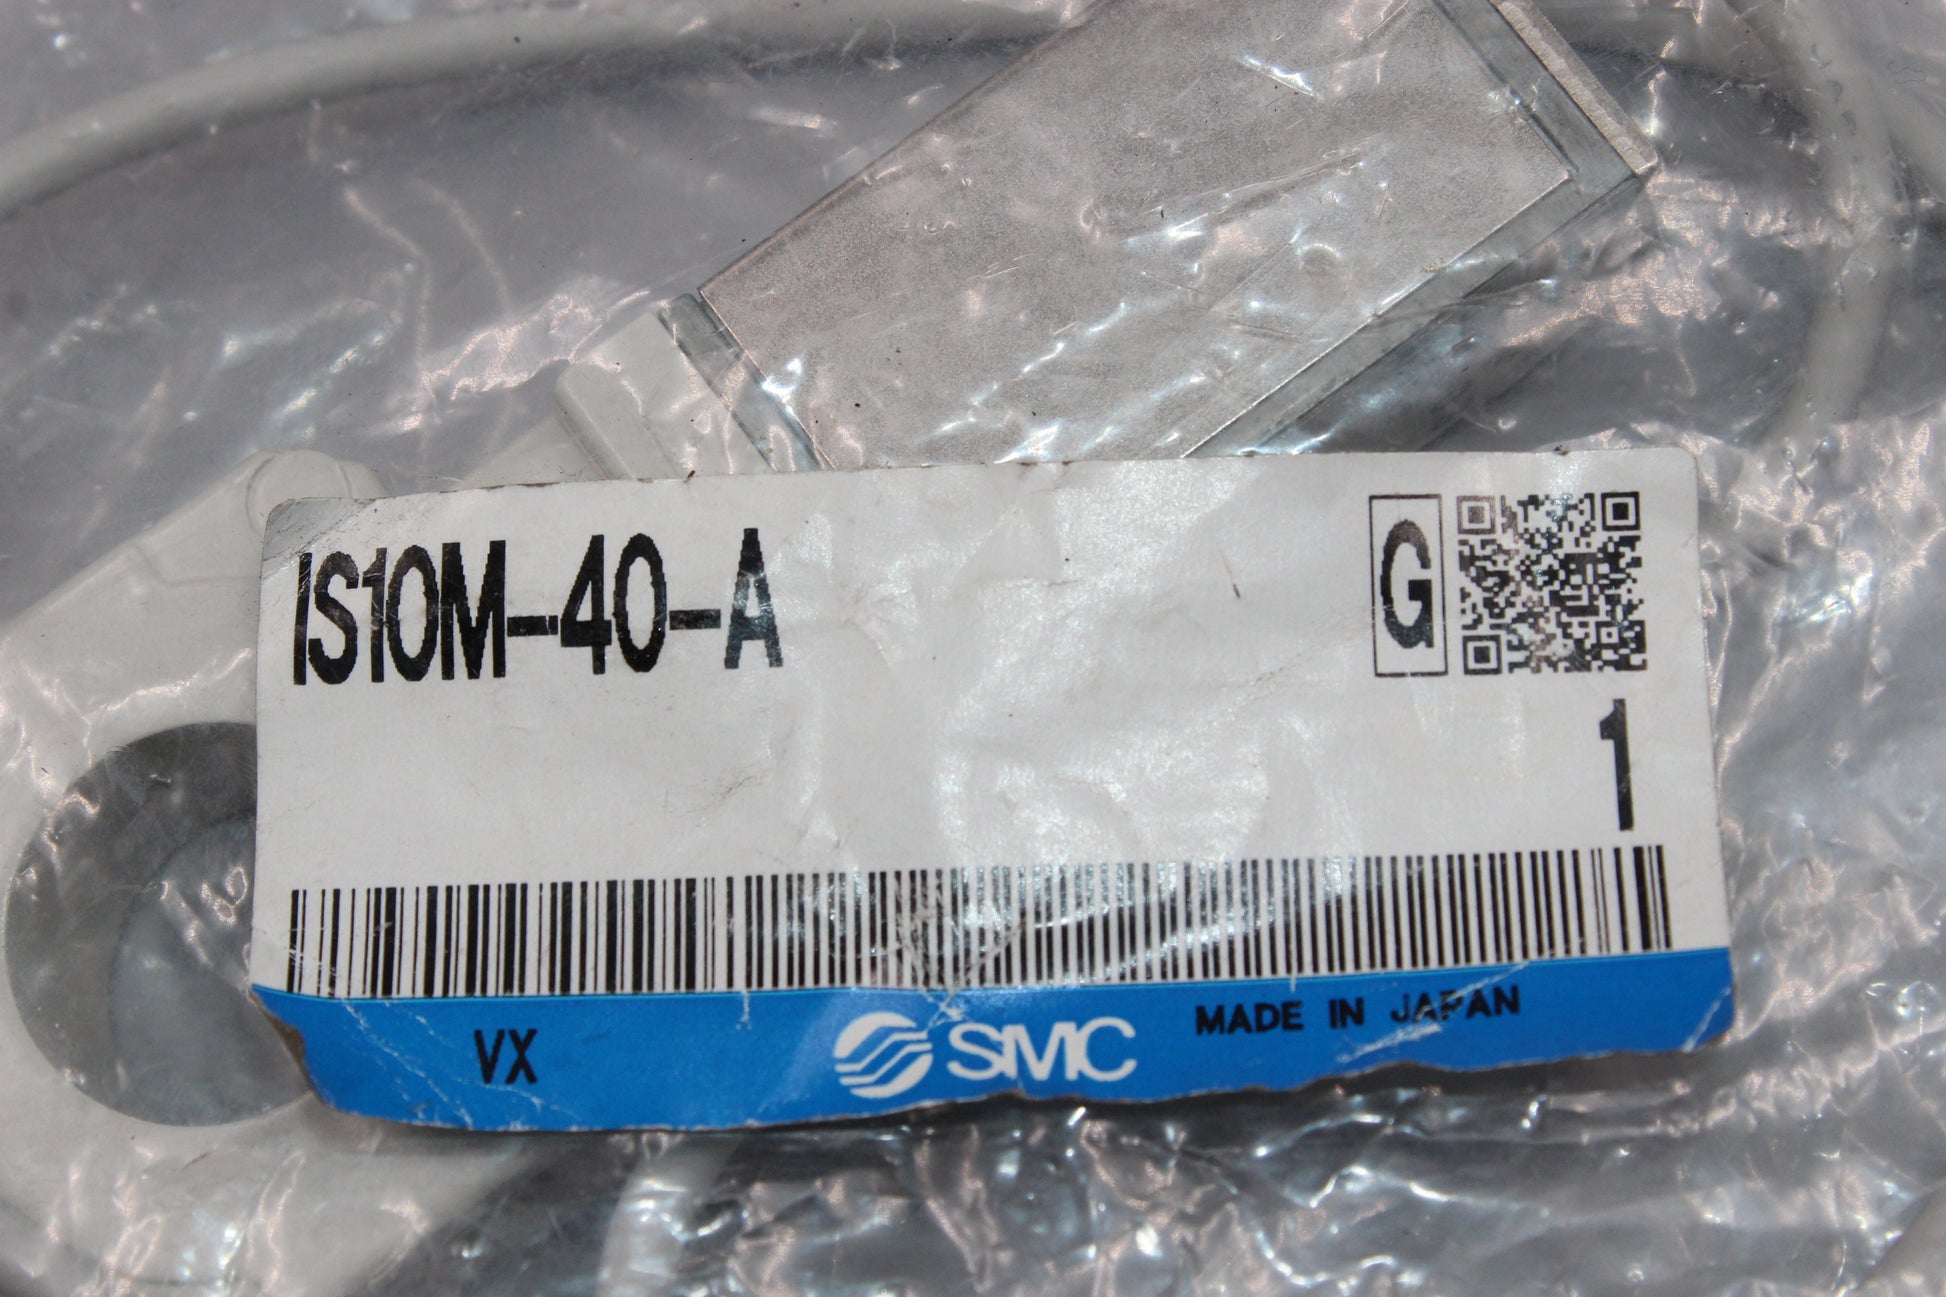 IS10M-40-A
G
1
VX
SMC
MADE IN JAPAN